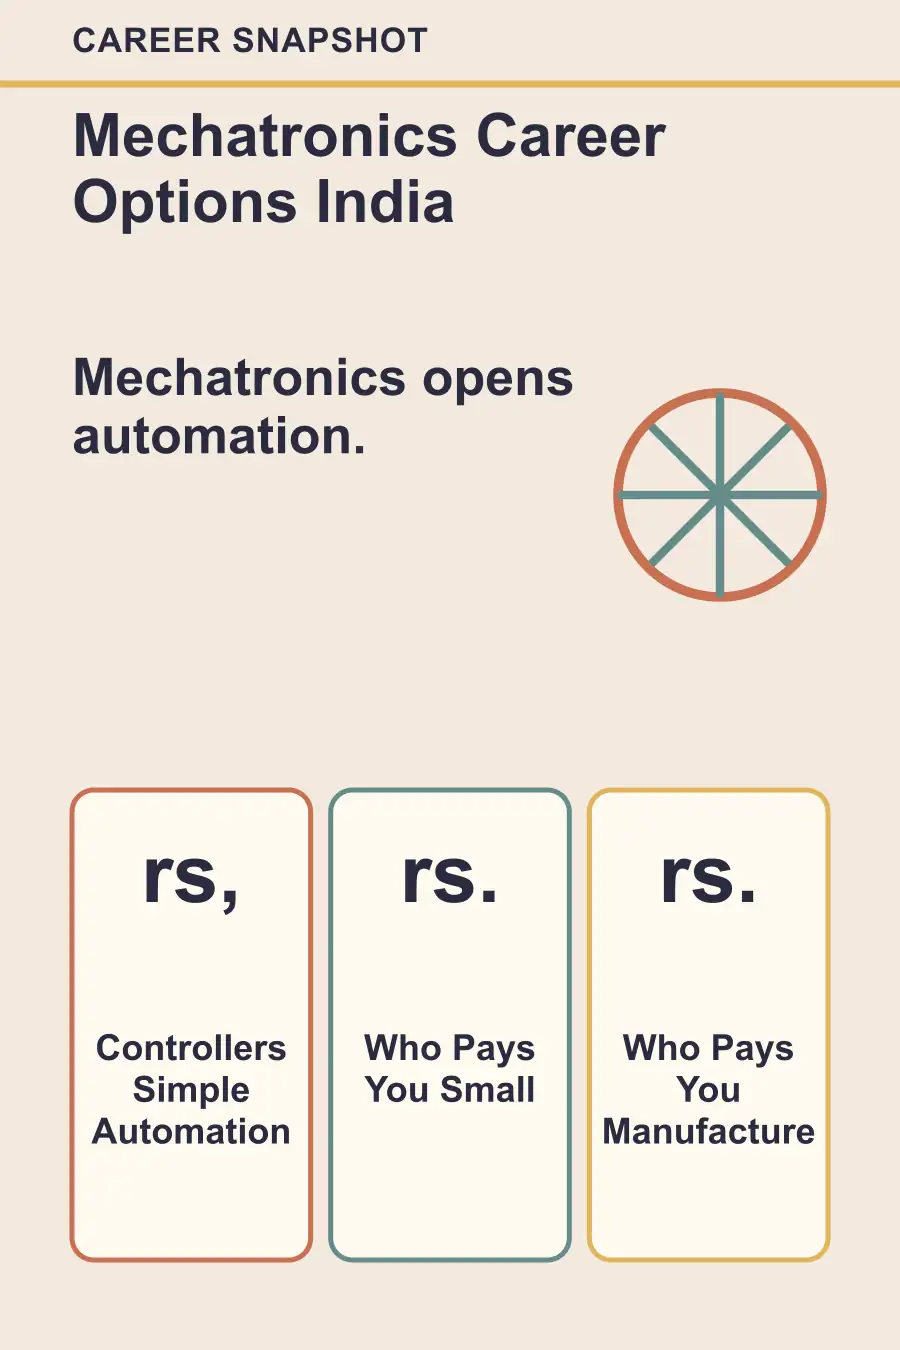 CAREER SNAPSHOT
Mechatronics Career
Options India
Mechatronics opens
automation.
rs,
Controllers
Simple
Automation
rs.
Who Pays
You Small
rs.
Who Pays
You
Manufacture